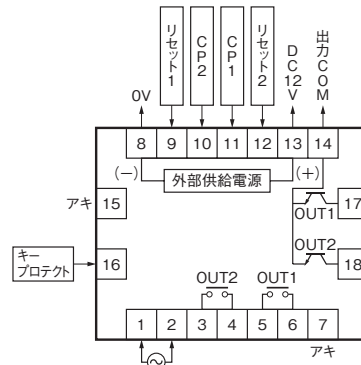 リセット1
CP2
CP1
リセット2
DC12V
出力COM
0V
8 9 10 11 12 13 14
(−) 外部供給電源 (+)
アキ 15
OUT1
17
キー
プロテクト
16
OUT2
18
OUT2 OUT1
1 2 3 4 5 6 7
アキ